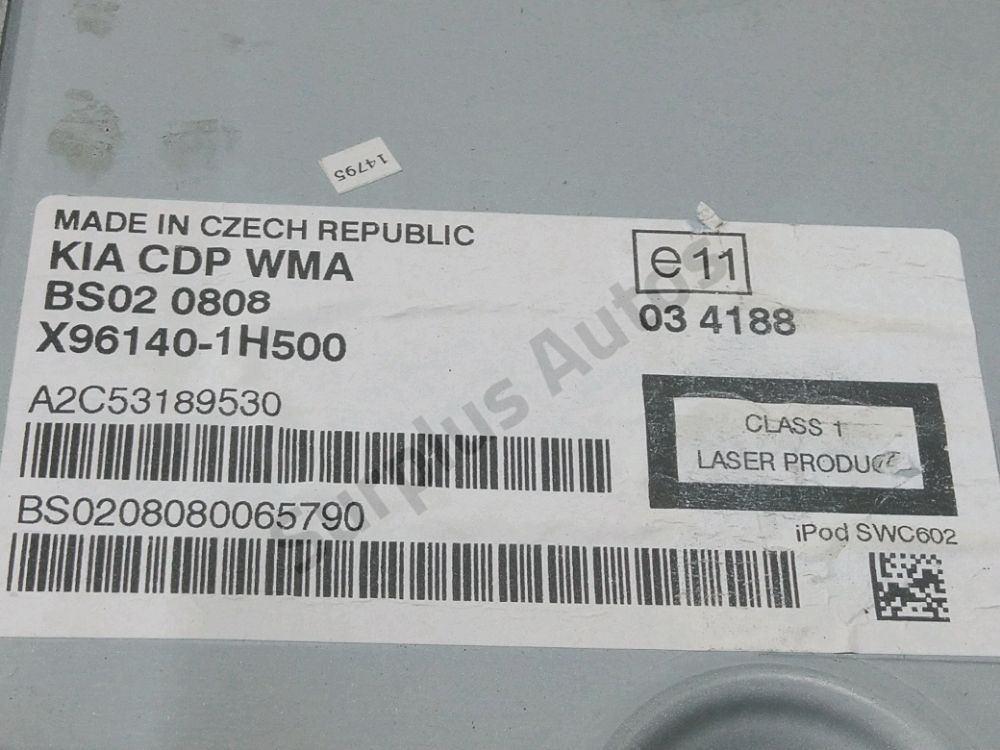 14795
MADE IN CZECH REPUBLIC
KIA CDP WMA
BS02 0808
X96140-1H500
A2C53189530
BS0208080065790
e11
03 4188
CLASS 1
LASER PRODUCT
iPod SWC602
Surplus Autos